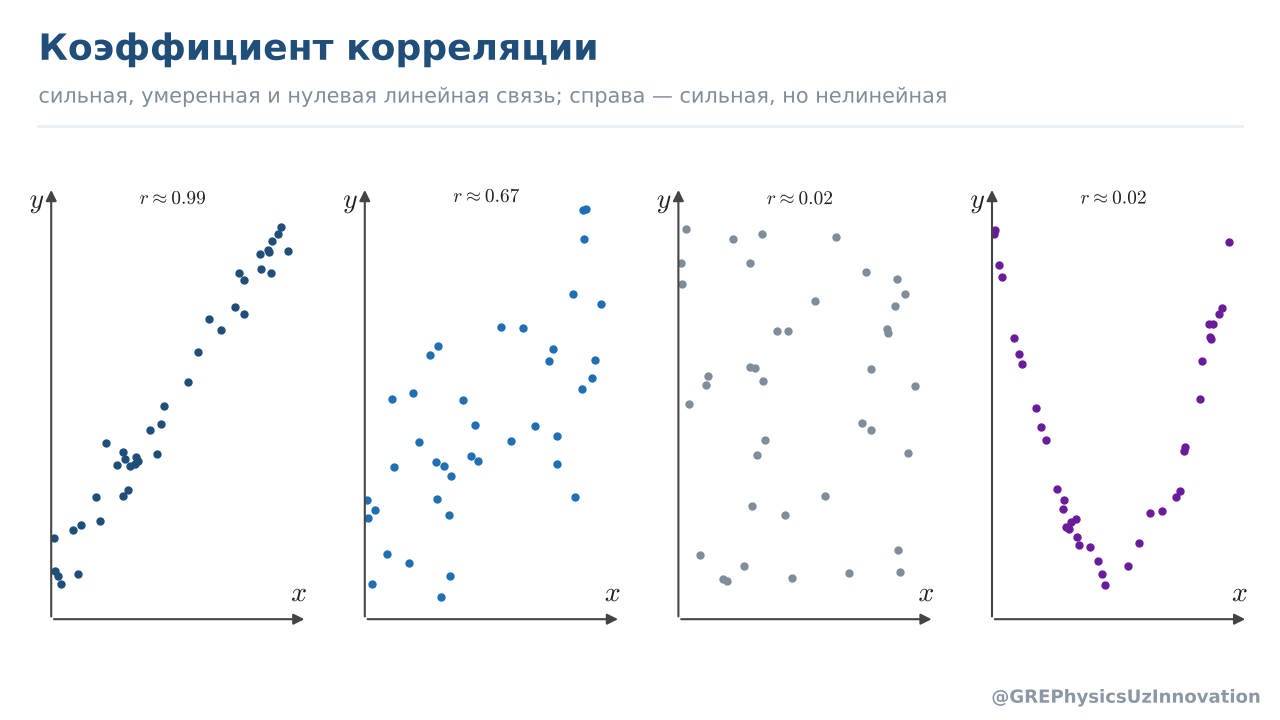 Коэффициент корреляции
сильная, умеренная и нулевая линейная связь; справа — сильная, но нелинейная
y
r ≈ 0.99
x
y
r ≈ 0.67
x
y
r ≈ 0.02
x
y
r ≈ 0.02
x
@GREPhysicsUzInnovation